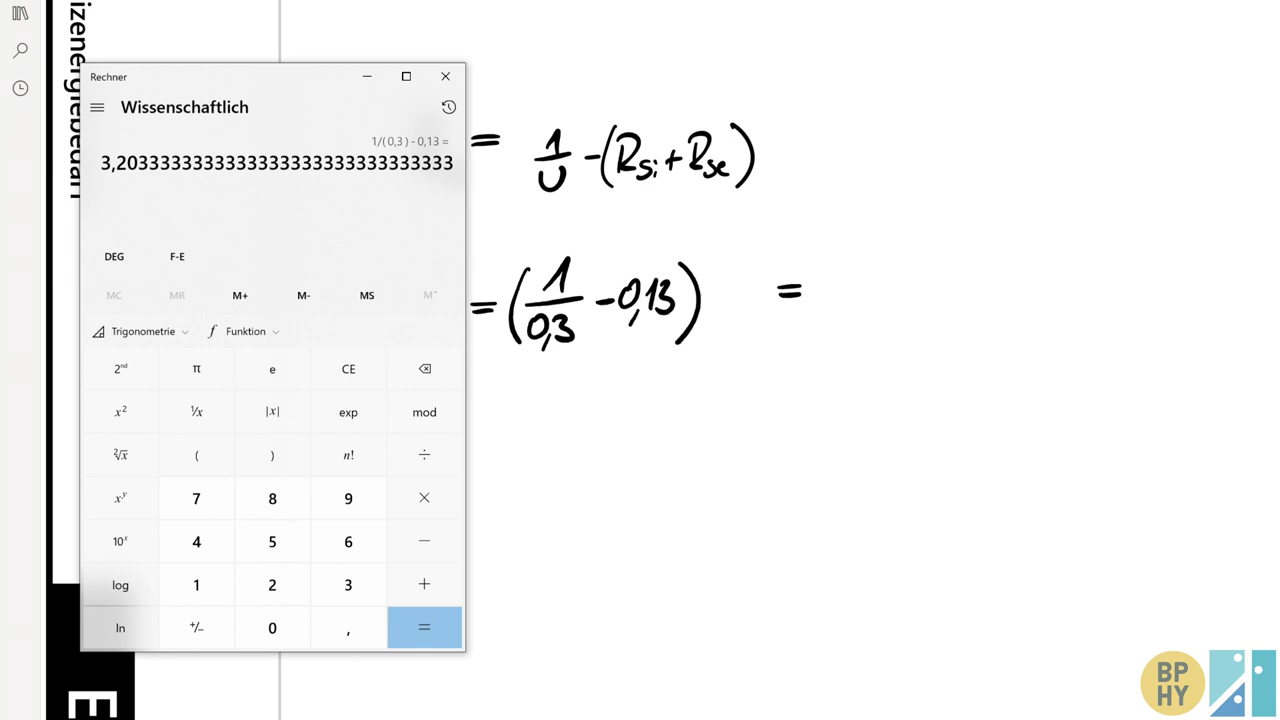 izenergiebedarf
Rechner
Wissenschaftlich
1/(0,3) - 0,13 =
3,2033333333333333333333333333333
DEG F-E
MC MR M+ M- MS M˅
Trigonometrie f Funktion
2ⁿᵈ π e CE
x² ¹/x |x| exp mod
²√x ( ) n! ÷
xʸ 7 8 9 ×
10ˣ 4 5 6 −
log 1 2 3 +
ln +/− 0 , =
= 1/U - (Rsi + Rse)
= (1/0,3 - 0,13) =
E
BP
HY